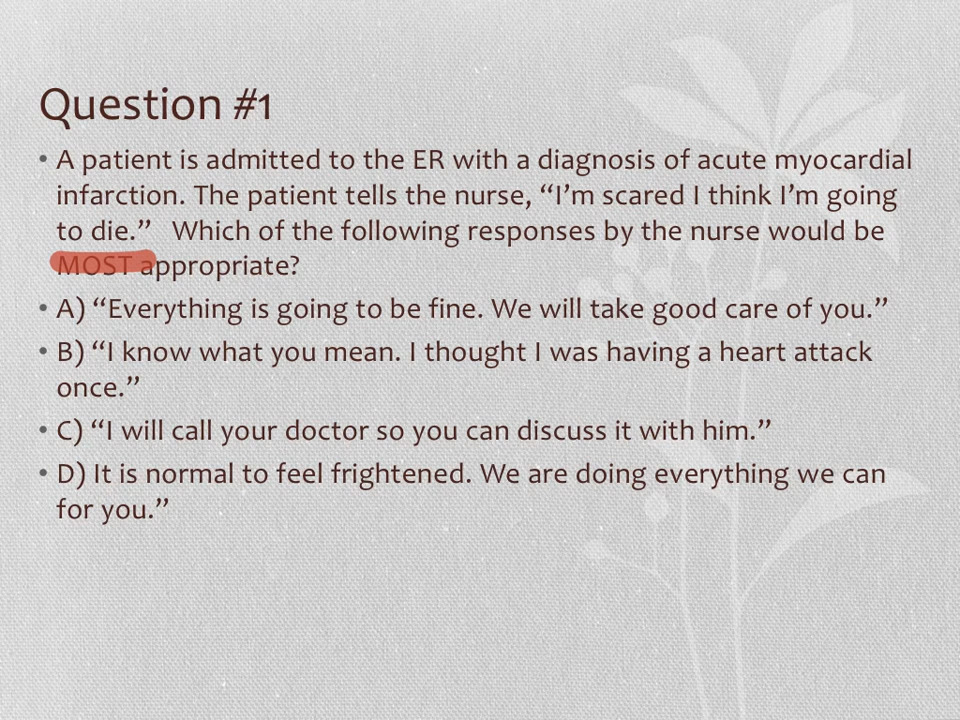 Question #1
• A patient is admitted to the ER with a diagnosis of acute myocardial
infarction. The patient tells the nurse, “I’m scared I think I’m going
to die.”   Which of the following responses by the nurse would be
MOST appropriate?
• A) “Everything is going to be fine. We will take good care of you.”
• B) “I know what you mean. I thought I was having a heart attack
once.”
• C) “I will call your doctor so you can discuss it with him.”
• D) It is normal to feel frightened. We are doing everything we can
for you.”